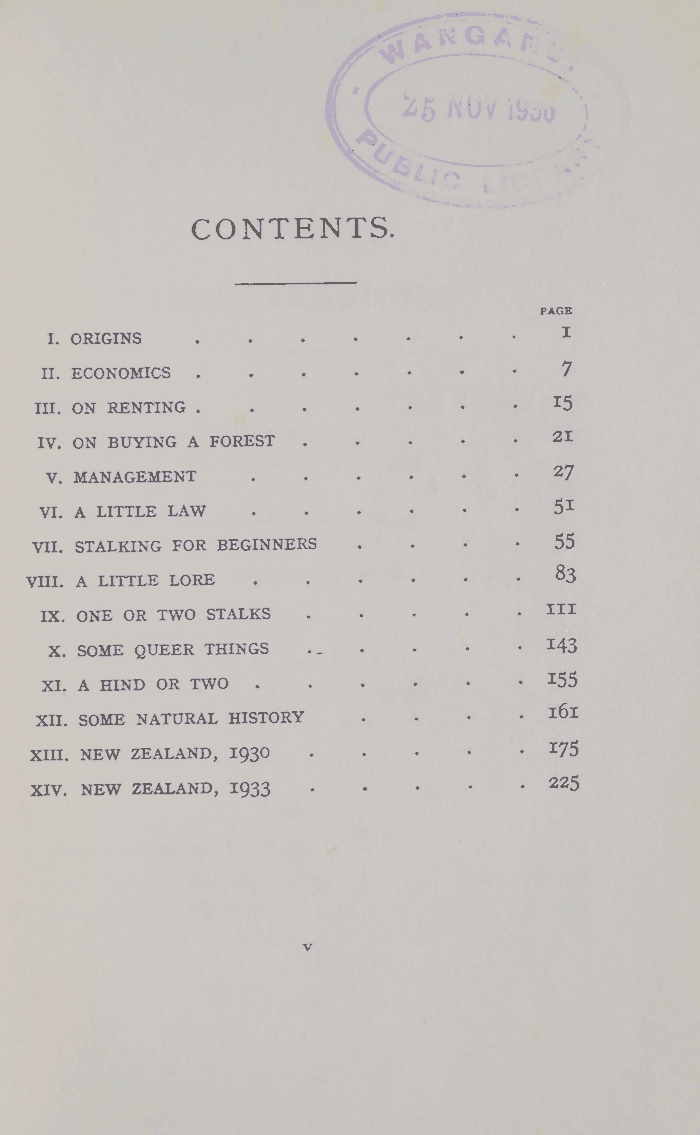 WANGANUI
25 NOV
PUBLIC LIBRARY
CONTENTS.
PAGE
I. ORIGINS . . . . . . . 1
II. ECONOMICS . . . . . . . 7
III. ON RENTING . . . . . . . 15
IV. ON BUYING A FOREST . . . . . 21
V. MANAGEMENT . . . . . . 27
VI. A LITTLE LAW . . . . . . 51
VII. STALKING FOR BEGINNERS . . . . 55
VIII. A LITTLE LORE . . . . . . 83
IX. ONE OR TWO STALKS . . . . . 111
X. SOME QUEER THINGS . . . . . 143
XI. A HIND OR TWO . . . . . . 155
XII. SOME NATURAL HISTORY . . . . 161
XIII. NEW ZEALAND, 1930 . . . . . 175
XIV. NEW ZEALAND, 1933 . . . . . 225
v